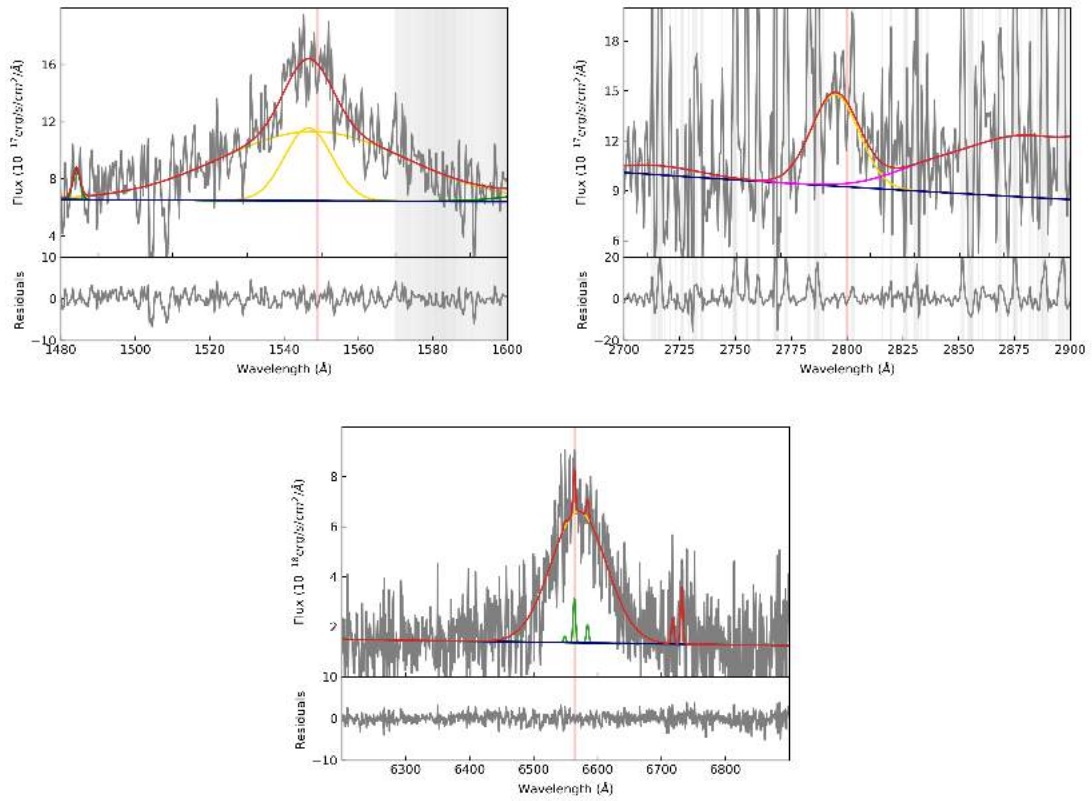 Flux (10⁻¹⁷erg/s/cm²/Å)
16
12
8
4
Residuals
10
0
−10
1480 1500 1520 1540 1560 1580 1600
Wavelength (Å)
Flux (10⁻¹⁷erg/s/cm²/Å)
18
15
12
9
6
Residuals
20
0
−20
2700 2725 2750 2775 2800 2825 2850 2875 2900
Wavelength (Å)
Flux (10⁻¹⁸erg/s/cm²/Å)
8
6
4
2
Residuals
10
0
−10
6300 6400 6500 6600 6700 6800
Wavelength (Å)